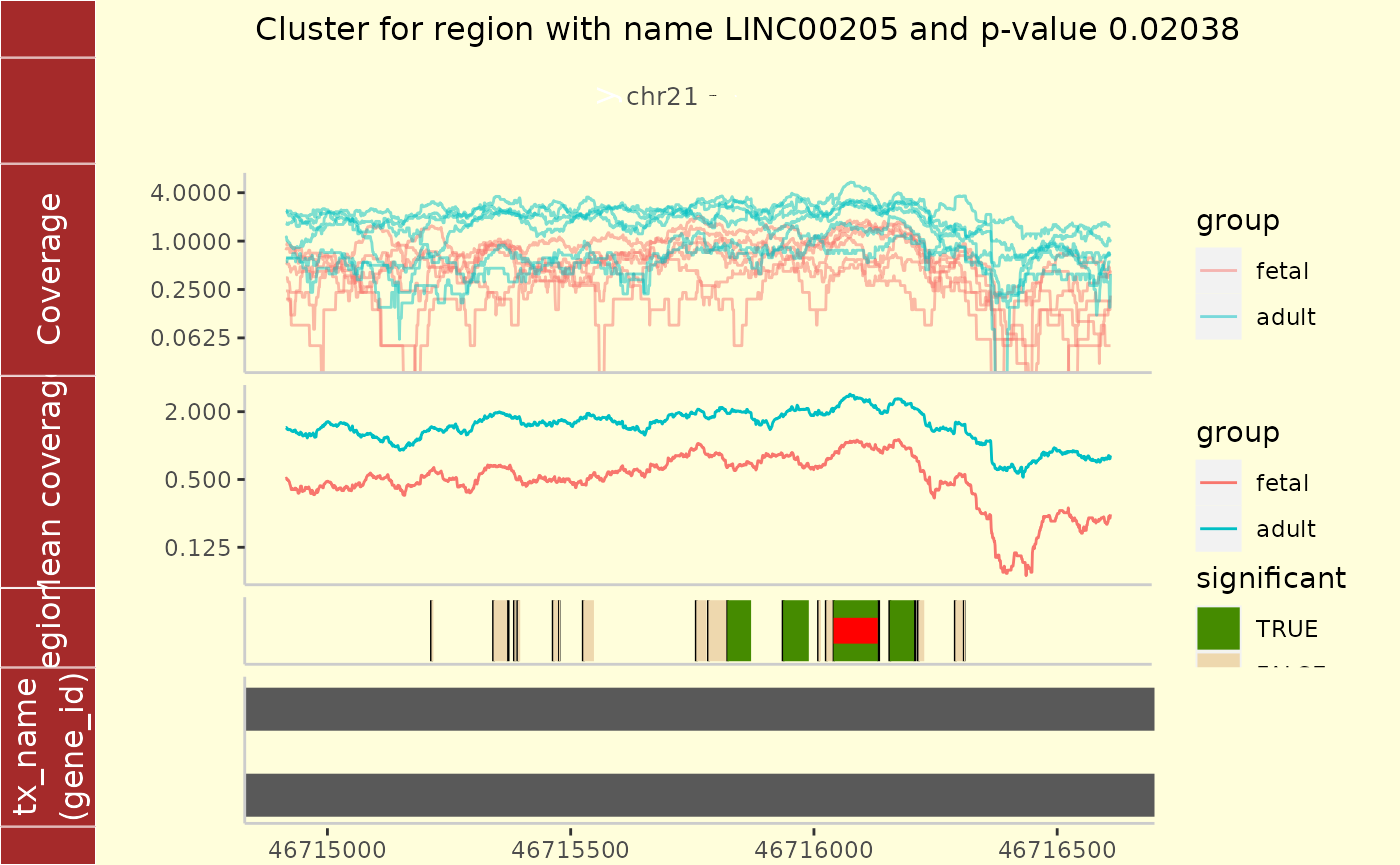 Cluster for region with name LINC00205 and p-value 0.02038
chr21 -
Coverage
4.0000
1.0000
0.2500
0.0625
group
fetal
adult
coverag
2.000
0.500
0.125
group
fetal
adult
significant
TRUE
tx_name
(gene_id)
46715000 46715500 46716000 46716500